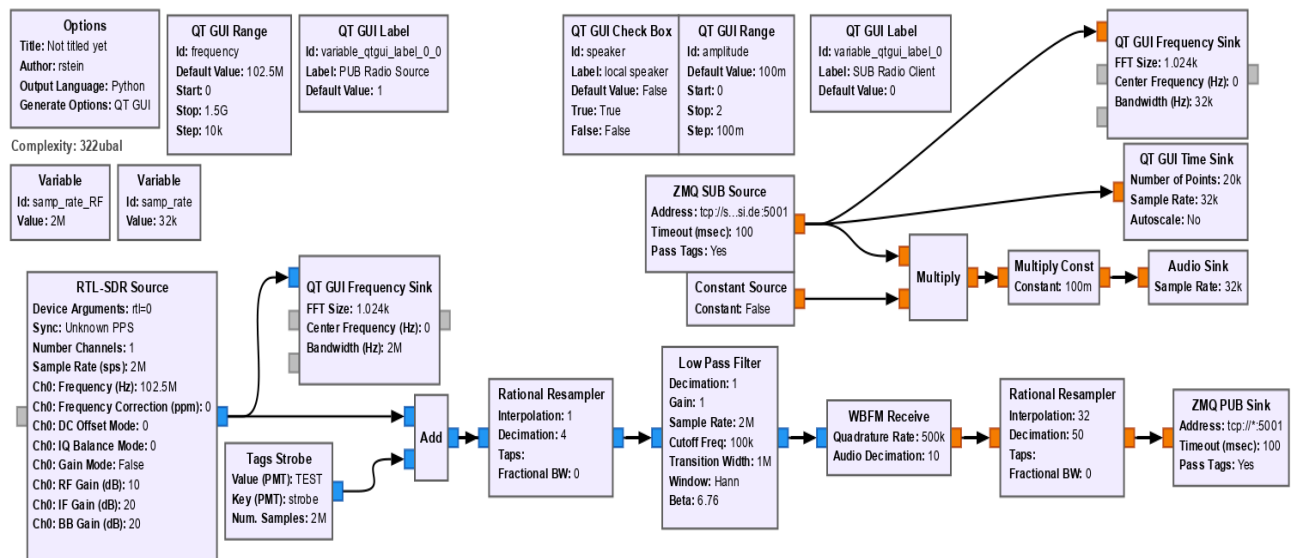 Options
Title: Not titled yet
Author: rstein
Output Language: Python
Generate Options: QT GUI
QT GUI Range
Id: frequency
Default Value: 102.5M
Start: 0
Stop: 1.5G
Step: 10k
QT GUI Label
Id: variable_qtgui_label_0_0
Label: PUB Radio Source
Default Value: 1
QT GUI Check Box
Id: speaker
Label: local speaker
Default Value: False
True: True
False: False
QT GUI Range
Id: amplitude
Default Value: 100m
Start: 0
Stop: 2
Step: 100m
QT GUI Label
Id: variable_qtgui_label_0
Label: SUB Radio Client
Default Value: 0
QT GUI Frequency Sink
FFT Size: 1.024k
Center Frequency (Hz): 0
Bandwidth (Hz): 32k
Complexity: 322ubal
Variable
Id: samp_rate_RF
Value: 2M
Variable
Id: samp_rate
Value: 32k
QT GUI Time Sink
Number of Points: 20k
Sample Rate: 32k
Autoscale: No
ZMQ SUB Source
Address: tcp://s...si.de:5001
Timeout (msec): 100
Pass Tags: Yes
Constant Source
Constant: False
Multiply
Multiply Const
Constant: 100m
Audio Sink
Sample Rate: 32k
RTL-SDR Source
Device Arguments: rtl=0
Sync: Unknown PPS
Number Channels: 1
Sample Rate (sps): 2M
Ch0: Frequency (Hz): 102.5M
Ch0: Frequency Correction (ppm): 0
Ch0: DC Offset Mode: 0
Ch0: IQ Balance Mode: 0
Ch0: Gain Mode: False
Ch0: RF Gain (dB): 10
Ch0: IF Gain (dB): 20
Ch0: BB Gain (dB): 20
QT GUI Frequency Sink
FFT Size: 1.024k
Center Frequency (Hz): 0
Bandwidth (Hz): 2M
Tags Strobe
Value (PMT): TEST
Key (PMT): strobe
Num. Samples: 2M
Add
Rational Resampler
Interpolation: 1
Decimation: 4
Taps:
Fractional BW: 0
Low Pass Filter
Decimation: 1
Gain: 1
Sample Rate: 2M
Cutoff Freq: 100k
Transition Width: 1M
Window: Hann
Beta: 6.76
WBFM Receive
Quadrature Rate: 500k
Audio Decimation: 10
Rational Resampler
Interpolation: 32
Decimation: 50
Taps:
Fractional BW: 0
ZMQ PUB Sink
Address: tcp://*:5001
Timeout (msec): 100
Pass Tags: Yes